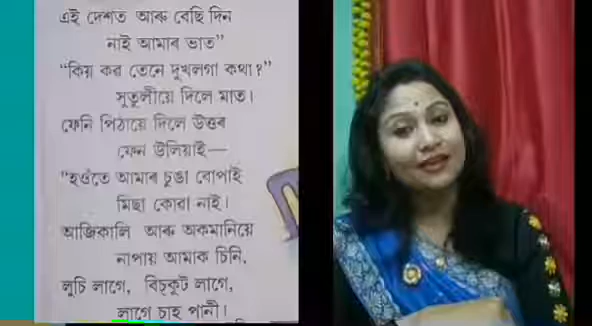 এই দেশত আৰু বেছি দিন
নাই আমাৰ ভাত”
“কিয় কৰ তেনে দুখলগা কথা?”
সুতুলীয়ে দিলে মাত।
ফেনি পিঠায়ে দিলে উত্তৰ
ফেন উলিয়াই—
“হওঁতে আমাৰ চুঙা বোপাই
মিছা কোৱা নাই।
আজিকালি আৰু অকমানিয়ে
নাপায় আমাক চিনি,
লুচি লাগে, বিচ্কুট লাগে,
লাগে চাহ পানী।